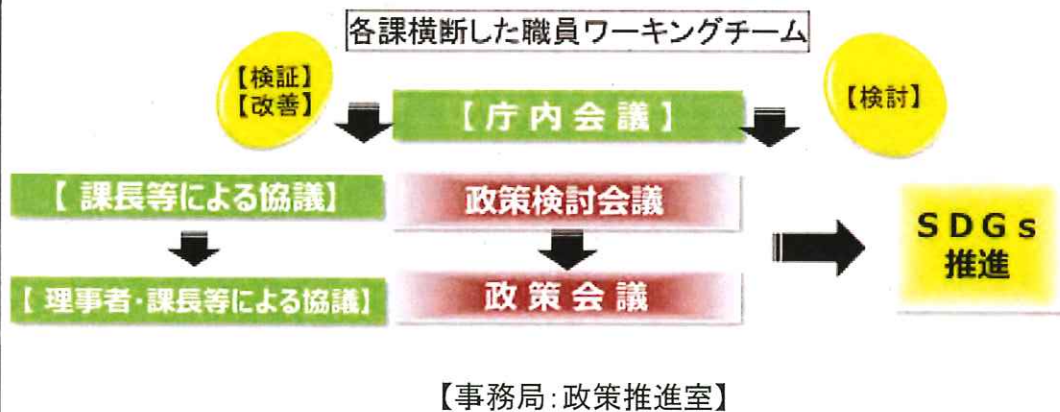 各課横断した職員ワーキングチーム
【検証】
【改善】
【庁内会議】
【検討】
【 課長等による協議】
政策検討会議
SDGs
推進
【 理事者・課長等による協議】
政策会議
【事務局:政策推進室】